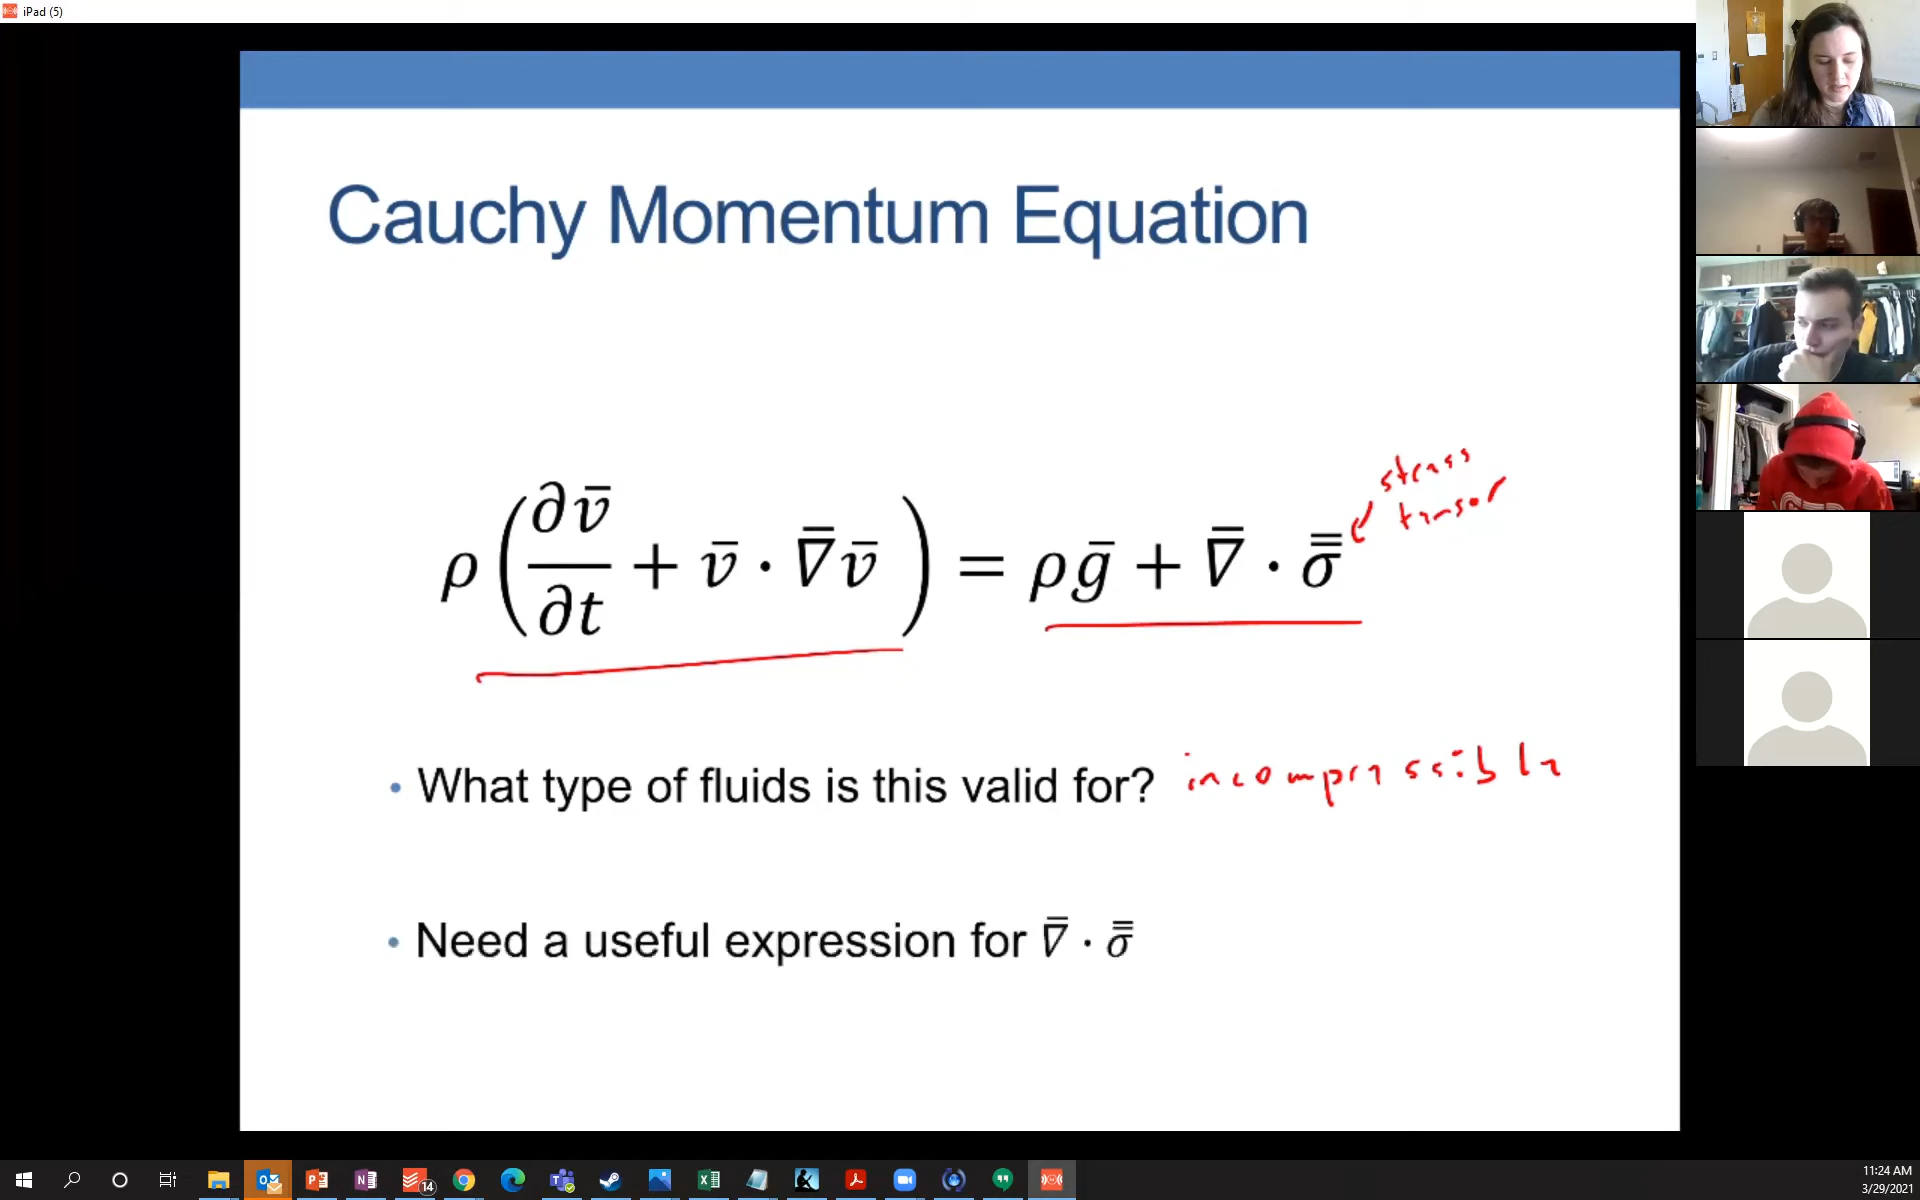 iPad (5)
Cauchy Momentum Equation
stress
tensor
ρ(∂v̄/∂t + v̄ · ∇̄v̄) = ρḡ + ∇̄ · σ̿
• What type of fluids is this valid for? incompressible
• Need a useful expression for ∇̄ · σ̿
14
11:24 AM
3/29/2021